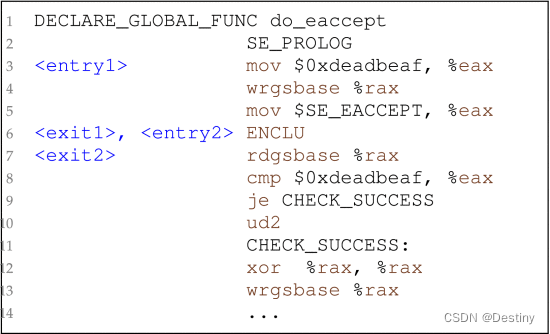 1 DECLARE_GLOBAL_FUNC do_eaccept
2 SE_PROLOG
3 <entry1> mov $0xdeadbeaf, %eax
4 wrgsbase %rax
5 mov $SE_EACCEPT, %eax
6 <exit1>, <entry2> ENCLU
7 <exit2> rdgsbase %rax
8 cmp $0xdeadbeaf, %eax
9 je CHECK_SUCCESS
10 ud2
11 CHECK_SUCCESS:
12 xor %rax, %rax
13 wrgsbase %rax
14 ...
CSDN @Destiny